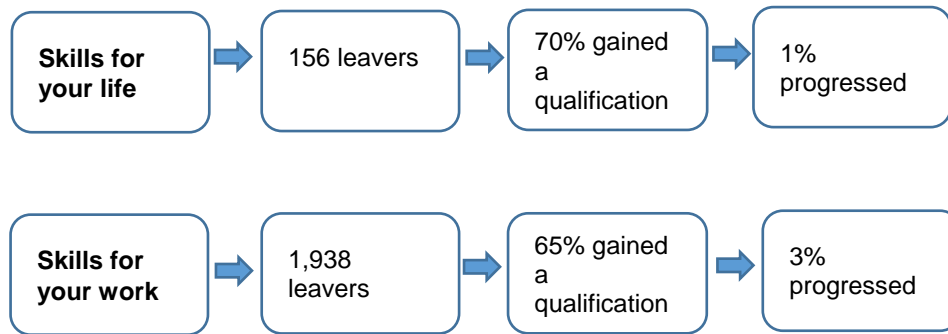 Skills for
your life
156 leavers
70% gained
a
qualification
1%
progressed
Skills for
your work
1,938
leavers
65% gained
a
qualification
3%
progressed